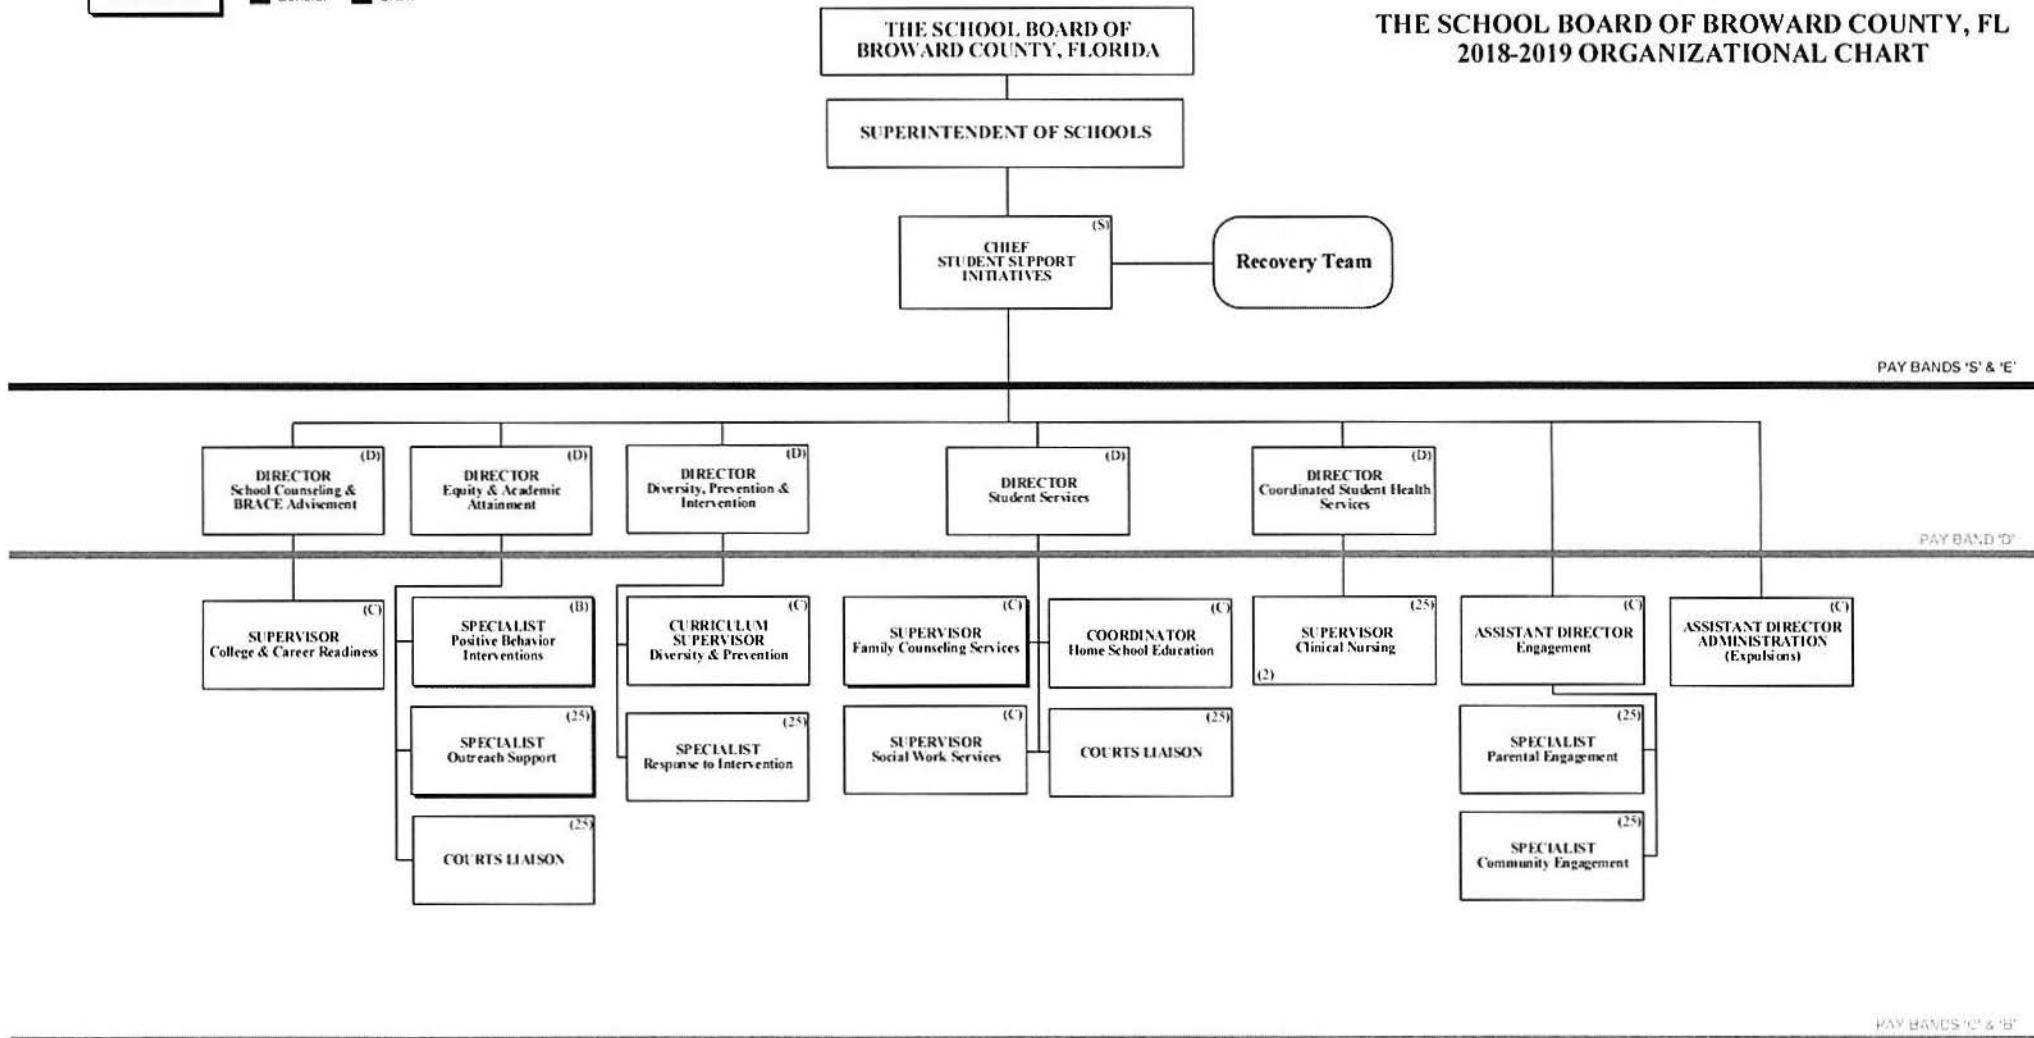 THE SCHOOL BOARD OF BROWARD COUNTY, FL
2018-2019 ORGANIZATIONAL CHART
THE SCHOOL BOARD OF
BROWARD COUNTY, FLORIDA
SUPERINTENDENT OF SCHOOLS
(S)
CHIEF
STUDENT SUPPORT
INITIATIVES
Recovery Team
PAY BANDS 'S' & 'E'
(D)
DIRECTOR
School Counseling &
BRACE Advisement
(D)
DIRECTOR
Equity & Academic
Attainment
(D)
DIRECTOR
Diversity, Prevention &
Intervention
(D)
DIRECTOR
Student Services
(D)
DIRECTOR
Coordinated Student Health
Services
PAY BAND 'D'
(C)
SUPERVISOR
College & Career Readiness
(B)
SPECIALIST
Positive Behavior
Interventions
(C)
CURRICULUM
SUPERVISOR
Diversity & Prevention
(C)
SUPERVISOR
Family Counseling Services
(C)
COORDINATOR
Home School Education
(25)
SUPERVISOR
Clinical Nursing
(2)
(C)
ASSISTANT DIRECTOR
Engagement
(C)
ASSISTANT DIRECTOR
ADMINISTRATION
(Expulsions)
(25)
SPECIALIST
Outreach Support
(25)
SPECIALIST
Response to Intervention
(C)
SUPERVISOR
Social Work Services
(25)
COURTS LIAISON
(25)
SPECIALIST
Parental Engagement
(25)
COURTS LIAISON
(25)
SPECIALIST
Community Engagement
PAY BANDS 'C' & 'B'